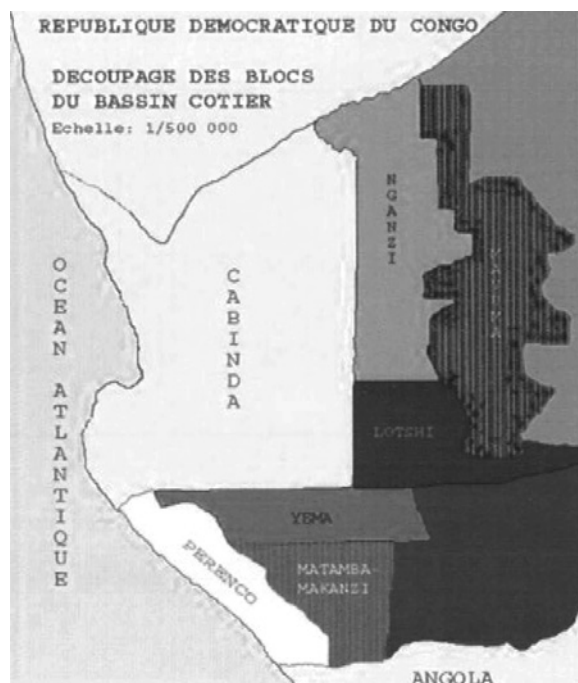 REPUBLIQUE DEMOCRATIQUE DU CONGO
DECOUPAGE DES BLOCS
DU BASSIN COTIER
Echelle: 1/500 000
NGANZI
CABINDA
OCEAN ATLANTIQUE
LOTSHI
YEMA
PERENCO
MATAMBA-
MAKANZI
ANGOLA